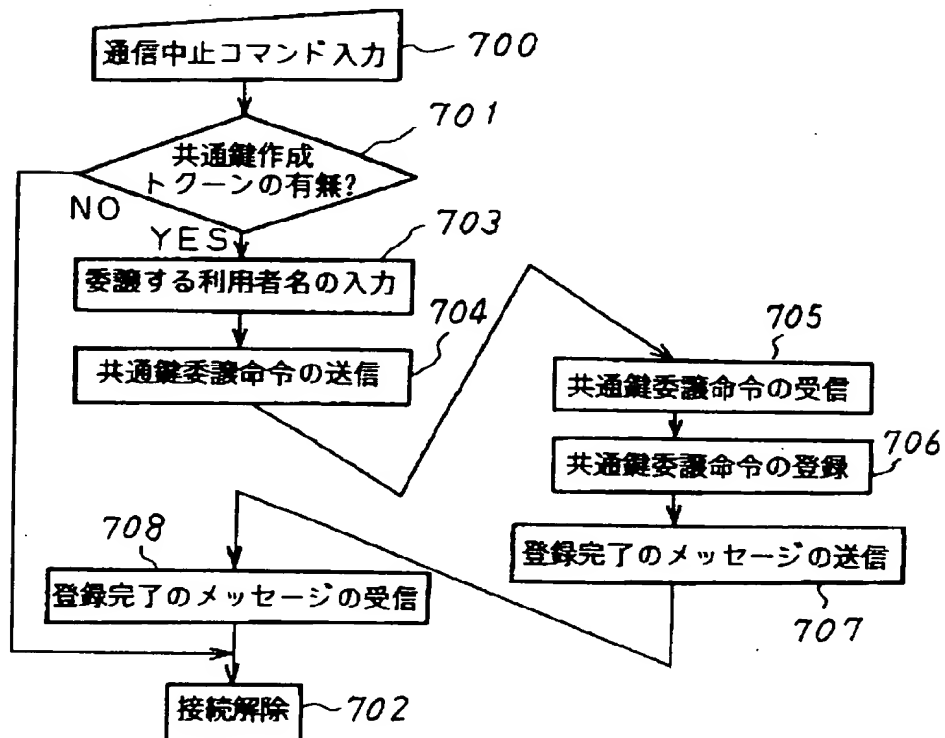 通信中止コマンド入力
700
701
共通鍵作成
トクーンの有無?
NO
YES
703
委譲する利用者名の入力
704
共通鍵委譲命令の送信
705
共通鍵委譲命令の受信
706
共通鍵委譲命令の登録
登録完了のメッセージの送信
707
708
登録完了のメッセージの受信
接続解除
702